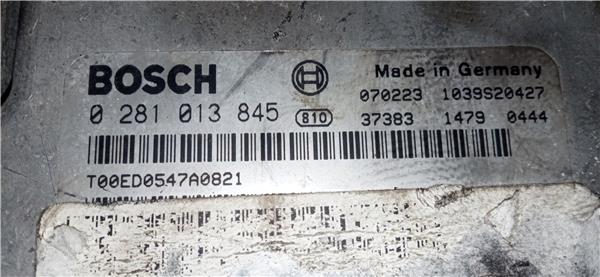 BOSCH
Made in Germany
070223 1039S20427
0 281 013 845 810 37383 1479 0444
T00ED0547A0821